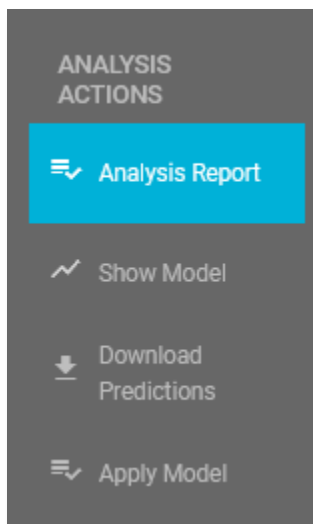 ANALYSIS
ACTIONS
Analysis Report
Show Model
Download
Predictions
Apply Model